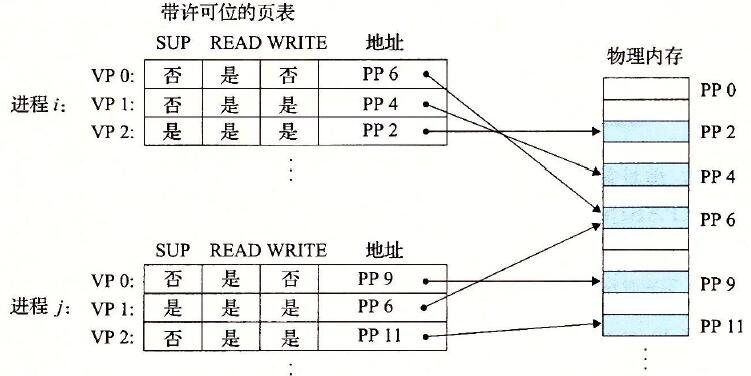 带许可位的页表
SUP READ WRITE 地址
进程 i:
VP 0: 否 是 否 PP 6
VP 1: 否 是 是 PP 4
VP 2: 是 是 是 PP 2
⋮
SUP READ WRITE 地址
进程 j:
VP 0: 否 是 否 PP 9
VP 1: 是 是 是 PP 6
VP 2: 否 是 是 PP 11
⋮
物理内存
PP 0
PP 2
PP 4
PP 6
PP 9
PP 11
⋮